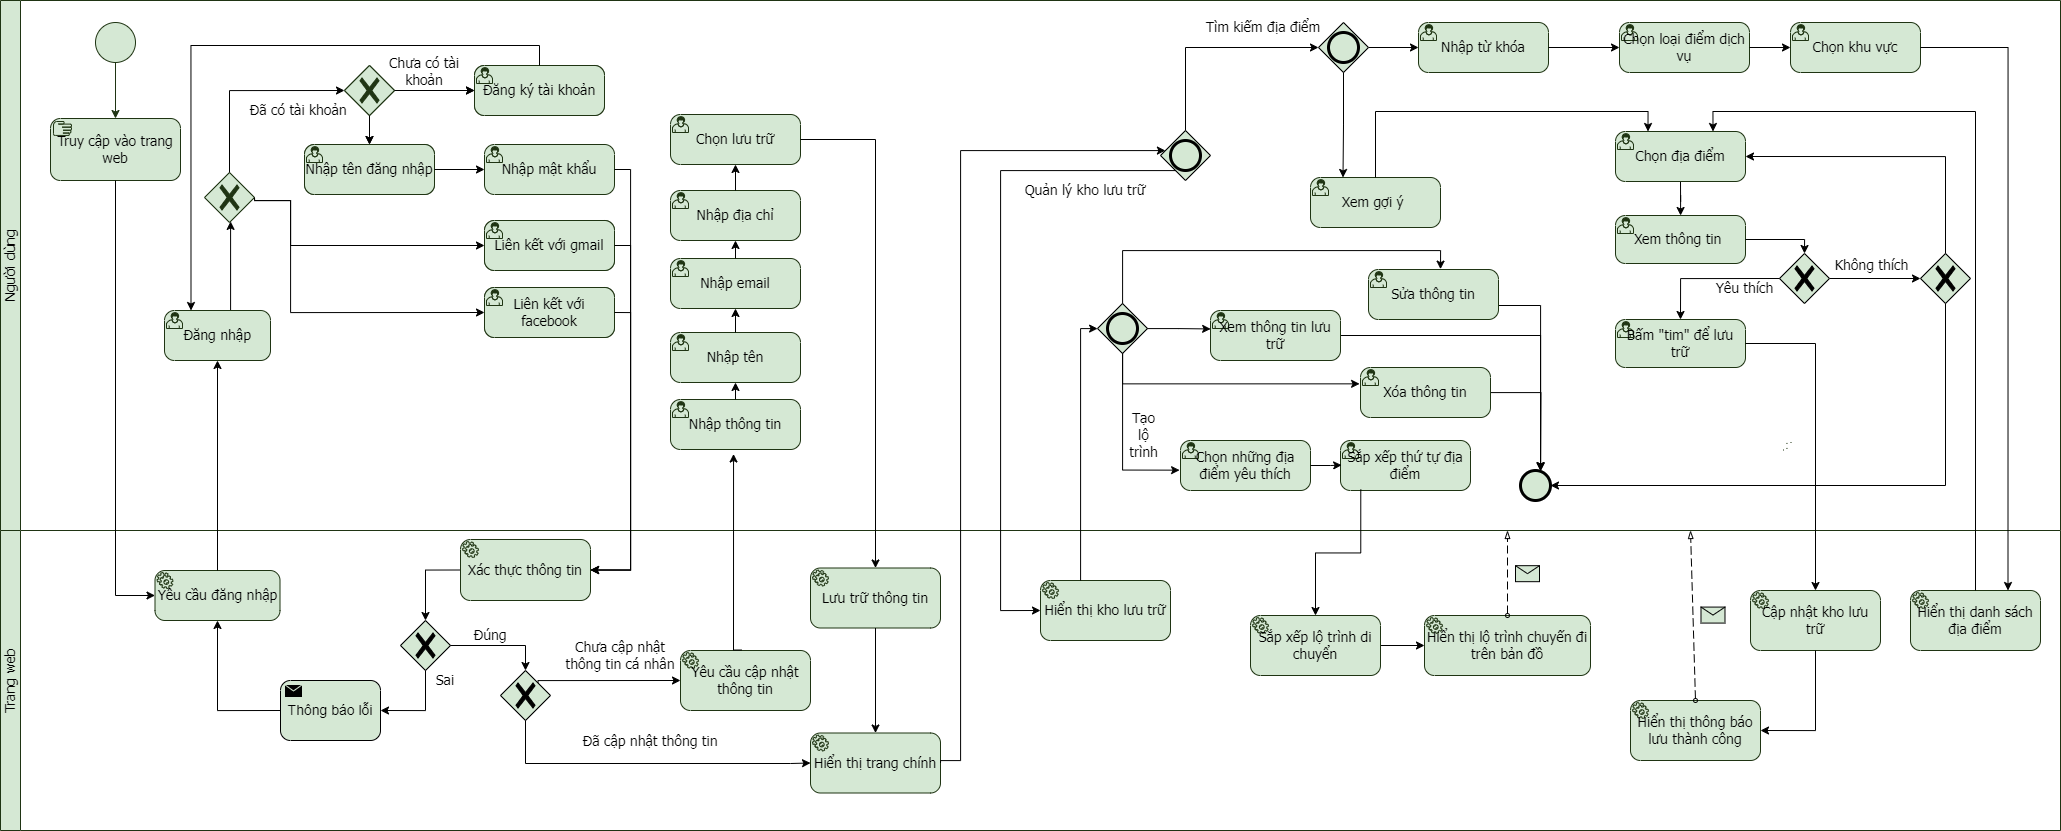 Người dùng
Truy cập vào trang
web
Đăng nhập
Đã có tài khoản
Chưa có tài
khoản
Đăng ký tài khoản
Nhập tên đăng nhập
Nhập mật khẩu
Liên kết với gmail
Liên kết với
facebook
Chọn lưu trữ
Nhập địa chỉ
Nhập email
Nhập tên
Nhập thông tin
Tìm kiếm địa điểm
Quản lý kho lưu trữ
Nhập từ khóa
Chọn loại điểm dịch
vụ
Chọn khu vực
Xem gợi ý
Chọn địa điểm
Xem thông tin
Yêu thích
Không thích
Bấm "tim" để lưu
trữ
Sửa thông tin
Xem thông tin lưu
trữ
Xóa thông tin
Tạo
lộ
trình
Chọn những địa
điểm yêu thích
Sắp xếp thứ tự địa
điểm
Trang web
Yêu cầu đăng nhập
Xác thực thông tin
Đúng
Sai
Thông báo lỗi
Chưa cập nhật
thông tin cá nhân
Yêu cầu cập nhật
thông tin
Đã cập nhật thông tin
Lưu trữ thông tin
Hiển thị trang chính
Hiển thị kho lưu trữ
Sắp xếp lộ trình di
chuyển
Hiển thị lộ trình chuyến đi
trên bản đồ
Cập nhật kho lưu
trữ
Hiển thị danh sách
địa điểm
Hiển thị thông báo
lưu thành công